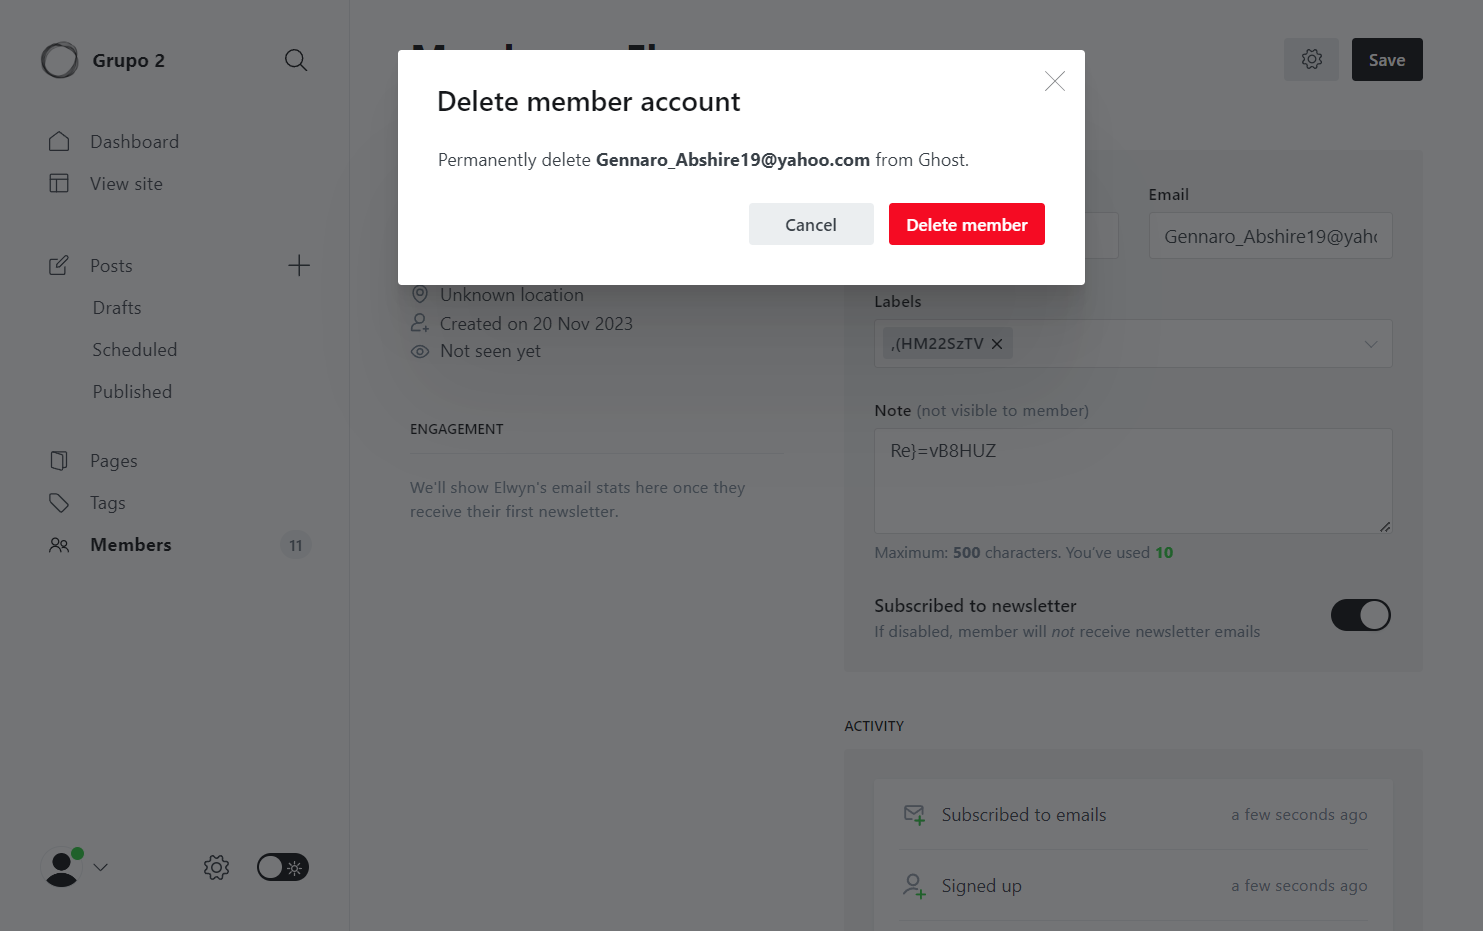 Grupo 2
Dashboard
View site
Posts
Drafts
Scheduled
Published
Pages
Tags
Members
11
Save
Delete member account
Permanently delete Gennaro_Abshire19@yahoo.com from Ghost.
Cancel
Delete member
Unknown location
Created on 20 Nov 2023
Not seen yet
ENGAGEMENT
We'll show Elwyn's email stats here once they
receive their first newsletter.
Email
Gennaro_Abshire19@yaho
Labels
,(HM22SzTV
Note (not visible to member)
Re}=vB8HUZ
Maximum: 500 characters. You've used 10
Subscribed to newsletter
If disabled, member will not receive newsletter emails
ACTIVITY
Subscribed to emails
a few seconds ago
Signed up
a few seconds ago